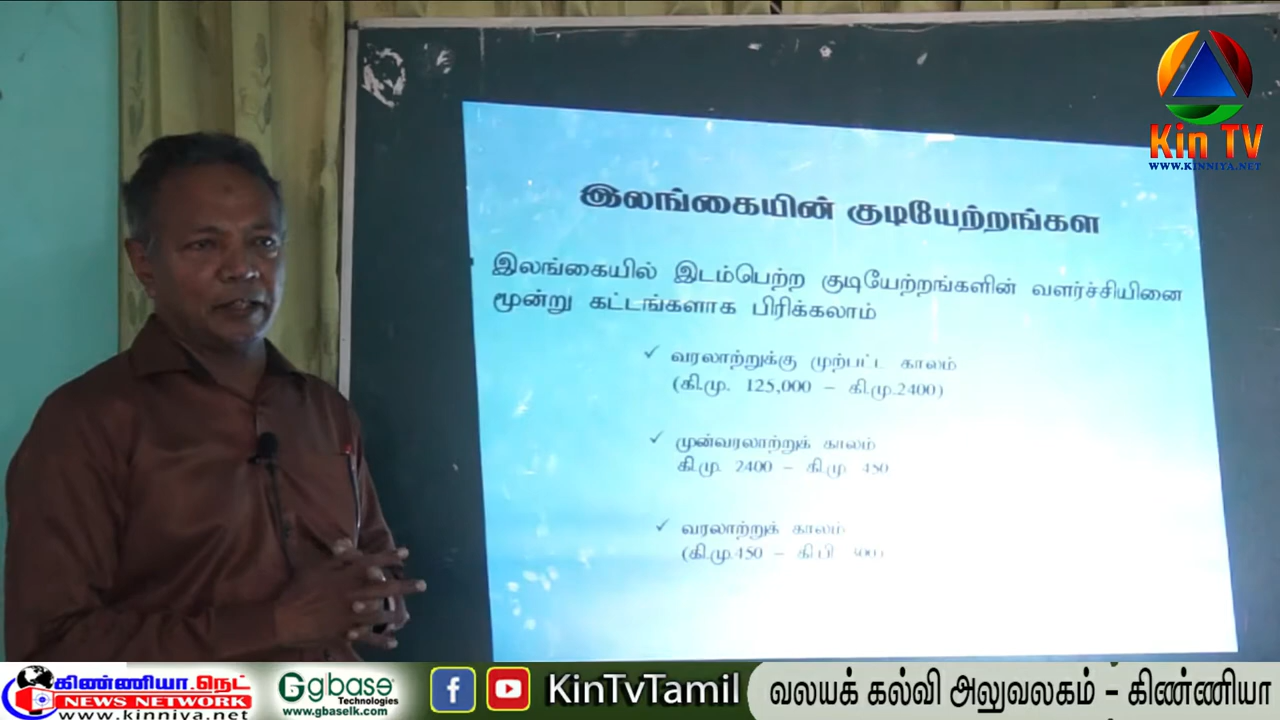 Kin TV
WWW.KINNIYA.NET
இலங்கையின் குடியேற்றங்கள
இலங்கையில் இடம்பெற்ற குடியேற்றங்களின் வளர்ச்சியினை
மூன்று கட்டங்களாக பிரிக்கலாம்
✓ வரலாற்றுக்கு முற்பட்ட காலம்
(கி.மு. 125,000 – கி.மு.2400)
✓ முன்வரலாற்றுக் காலம்
கி.மு. 2400 – கி.மு 450
✓ வரலாற்றுக் காலம்
(கி.மு.450 – கி.பி
கிண்ணியா.நெட்
NEWS NETWORK
www.kinniya.net
Ggbase
Technologies
www.gbaselk.com
KinTvTamil
வலயக் கல்வி அலுவலகம் – கிண்ணியா